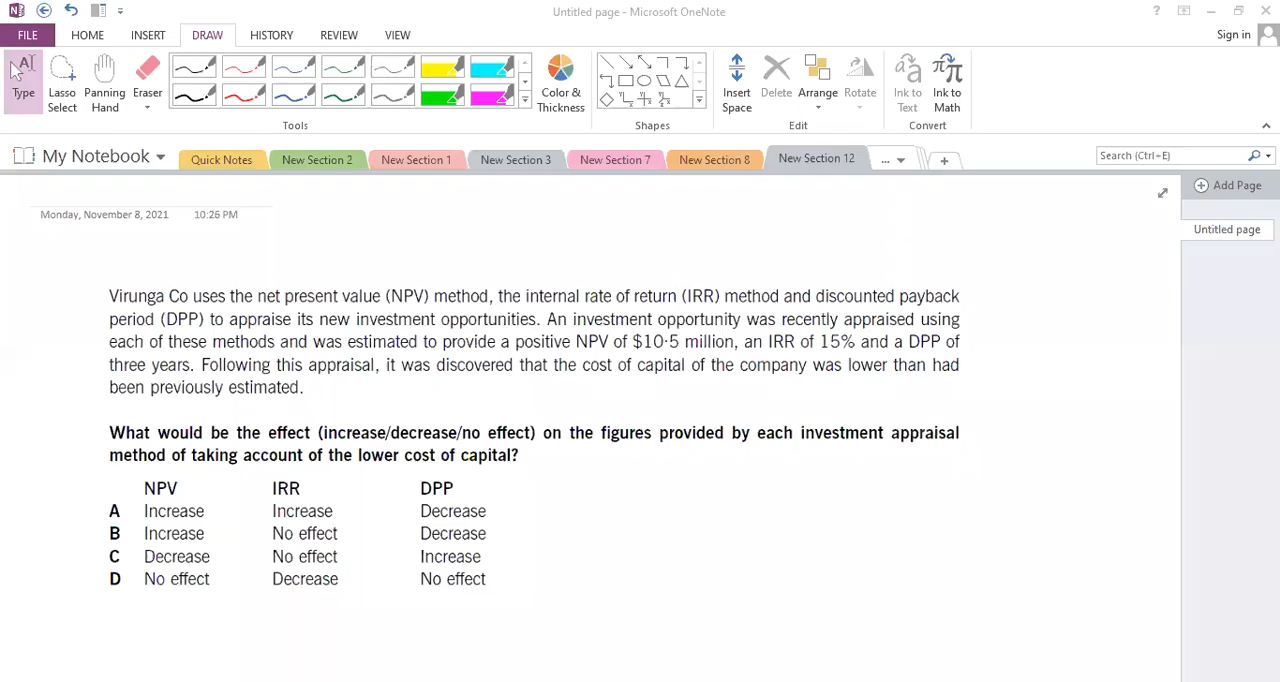 Untitled page - Microsoft OneNote
?
FILE HOME INSERT DRAW HISTORY REVIEW VIEW
Sign in
Type
Lasso Select
Panning Hand
Eraser
Color & Thickness
Insert Space
Delete
Arrange
Rotate
Ink to Text
Ink to Math
Tools
Shapes
Edit
Convert
My Notebook
Quick Notes
New Section 2
New Section 1
New Section 3
New Section 7
New Section 8
New Section 12
...
Search (Ctrl+E)
Add Page
Untitled page
Monday, November 8, 2021 10:26 PM
Virunga Co uses the net present value (NPV) method, the internal rate of return (IRR) method and discounted payback
period (DPP) to appraise its new investment opportunities. An investment opportunity was recently appraised using
each of these methods and was estimated to provide a positive NPV of $10·5 million, an IRR of 15% and a DPP of
three years. Following this appraisal, it was discovered that the cost of capital of the company was lower than had
been previously estimated.
What would be the effect (increase/decrease/no effect) on the figures provided by each investment appraisal
method of taking account of the lower cost of capital?
NPV IRR DPP
A Increase Increase Decrease
B Increase No effect Decrease
C Decrease No effect Increase
D No effect Decrease No effect